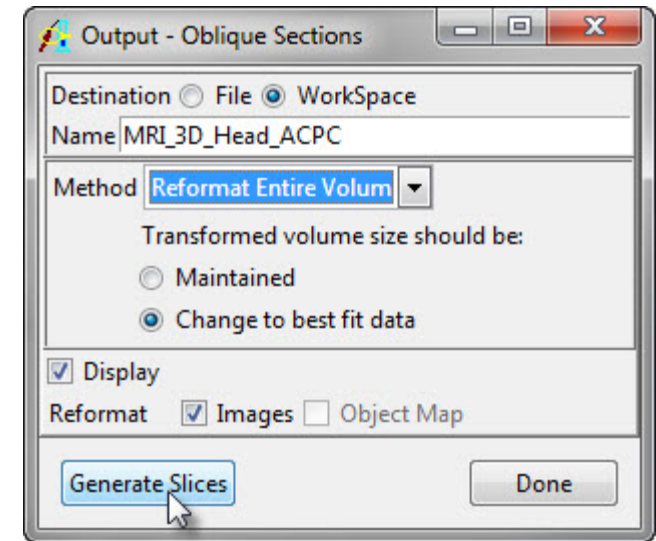 Output - Oblique Sections
Destination File WorkSpace
Name MRI_3D_Head_ACPC
Method Reformat Entire Volum
Transformed volume size should be:
Maintained
Change to best fit data
Display
Reformat Images Object Map
Generate Slices Done